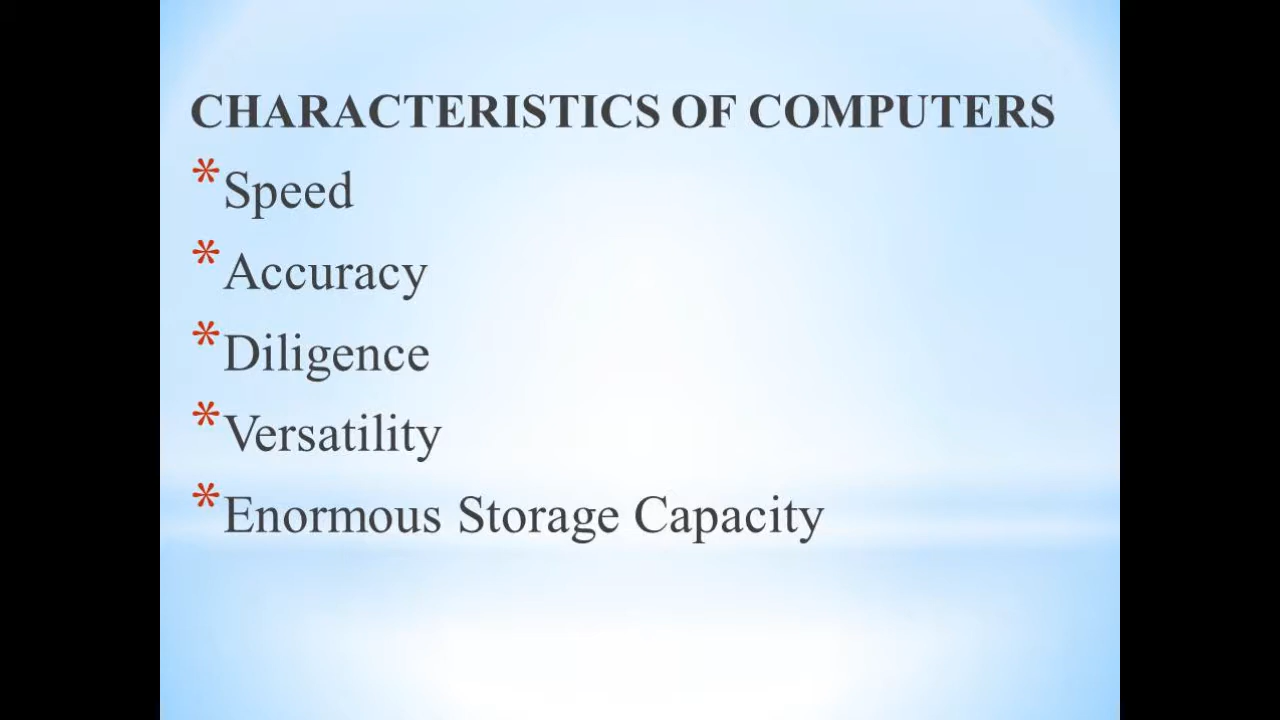 CHARACTERISTICS OF COMPUTERS
*Speed
*Accuracy
*Diligence
*Versatility
*Enormous Storage Capacity